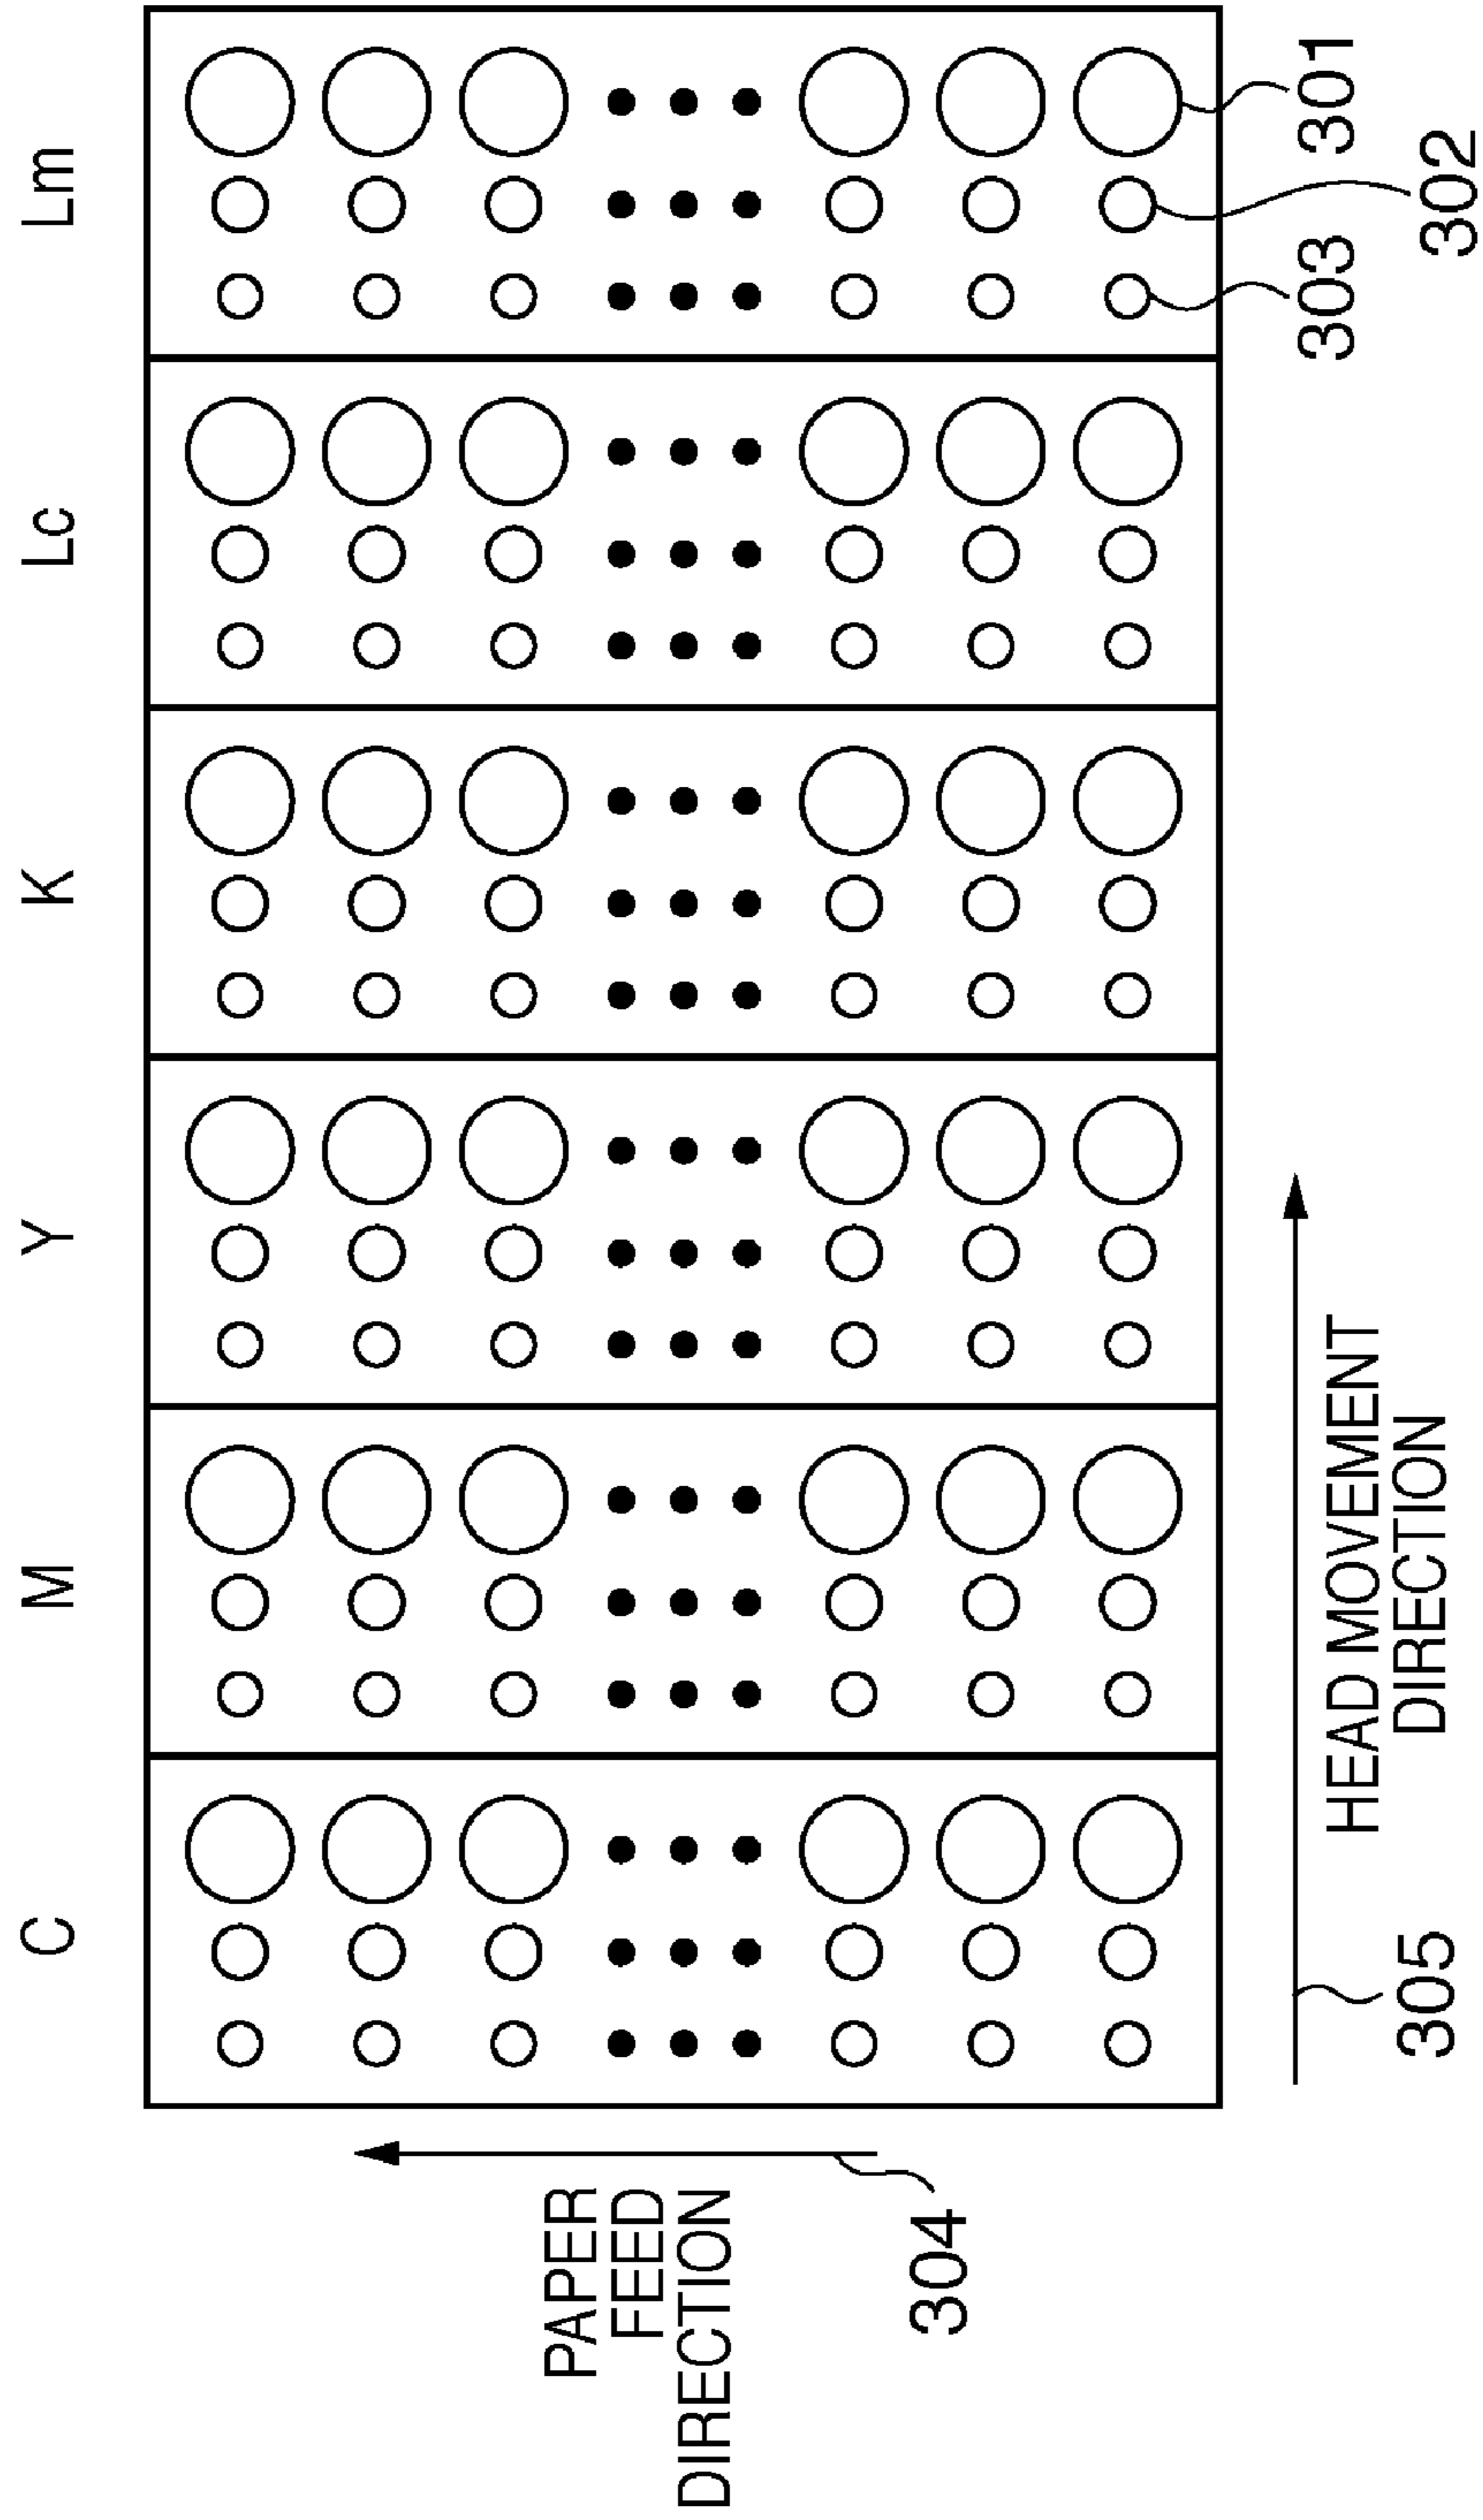 C
M
Y
K
Lc
Lm
PAPER
FEED
DIRECTION
304
305
HEAD MOVEMENT
DIRECTION
303
301
302